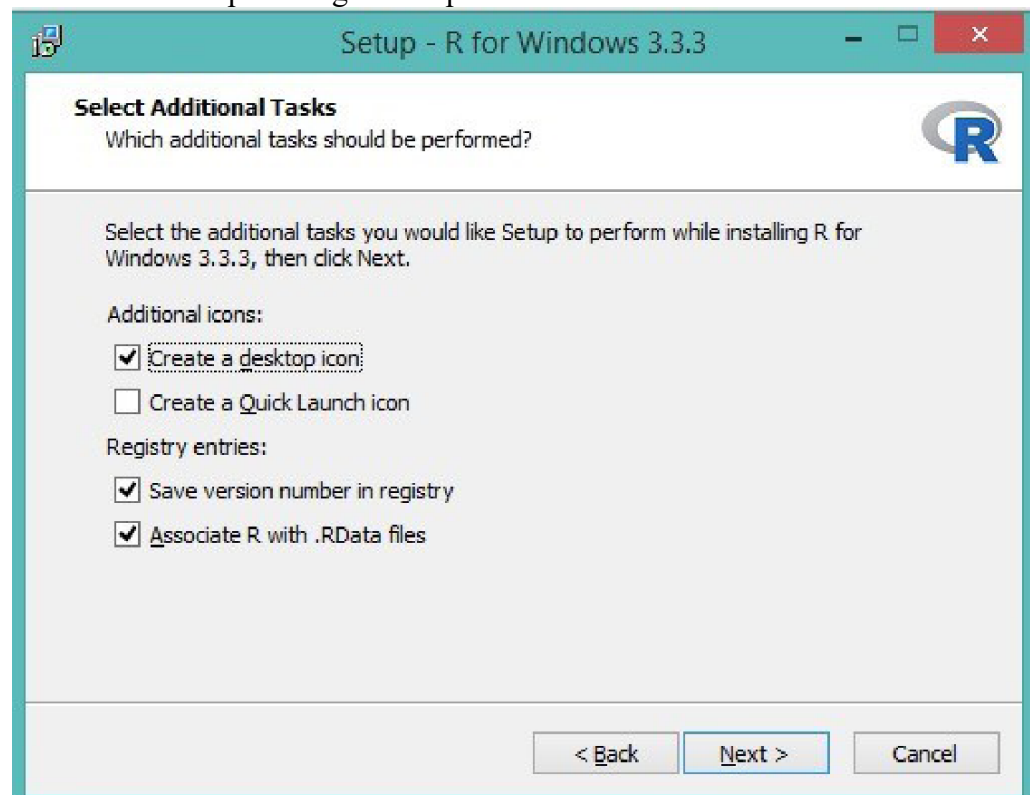 Setup - R for Windows 3.3.3
Select Additional Tasks
Which additional tasks should be performed?
R
Select the additional tasks you would like Setup to perform while installing R for
Windows 3.3.3, then click Next.
Additional icons:
Create a desktop icon
Create a Quick Launch icon
Registry entries:
Save version number in registry
Associate R with .RData files
< Back
Next >
Cancel